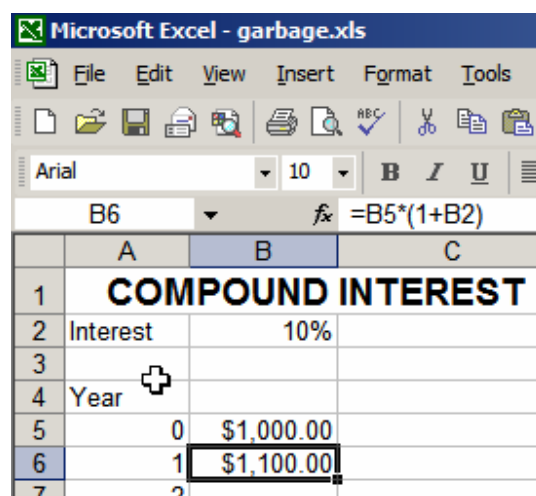 Microsoft Excel - garbage.xls
File Edit View Insert Format Tools
ABC
Arial 10 B I U
B6 fx =B5*(1+B2)
A B C
1 COMPOUND INTEREST
2 Interest 10%
3
4 Year
5 0 $1,000.00
6 1 $1,100.00
7 2